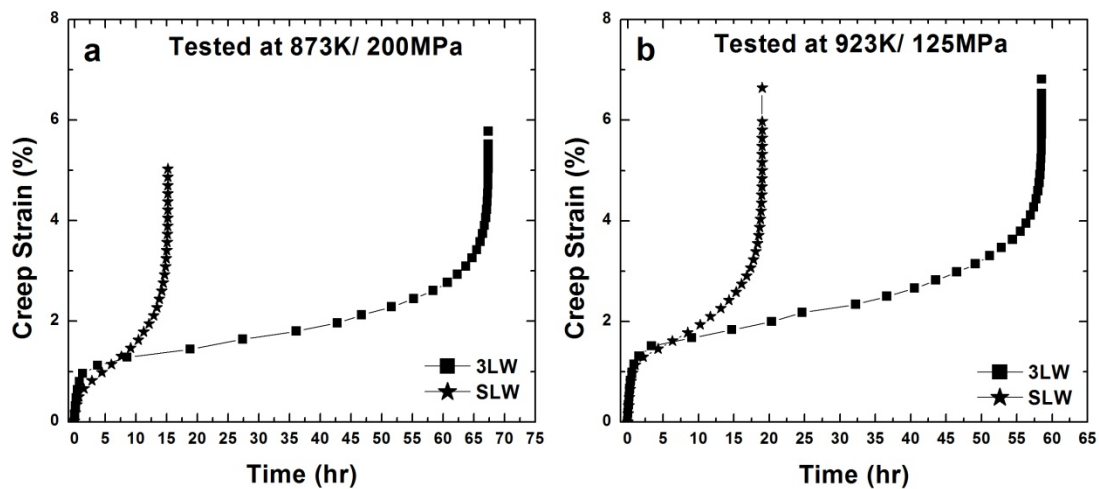 a
Tested at 873K/ 200MPa
Creep Strain (%)
8
6
4
2
0
3LW
SLW
0 5 10 15 20 25 30 35 40 45 50 55 60 65 70 75
Time (hr)
b
Tested at 923K/ 125MPa
Creep Strain (%)
8
6
4
2
0
3LW
SLW
0 5 10 15 20 25 30 35 40 45 50 55 60 65
Time (hr)